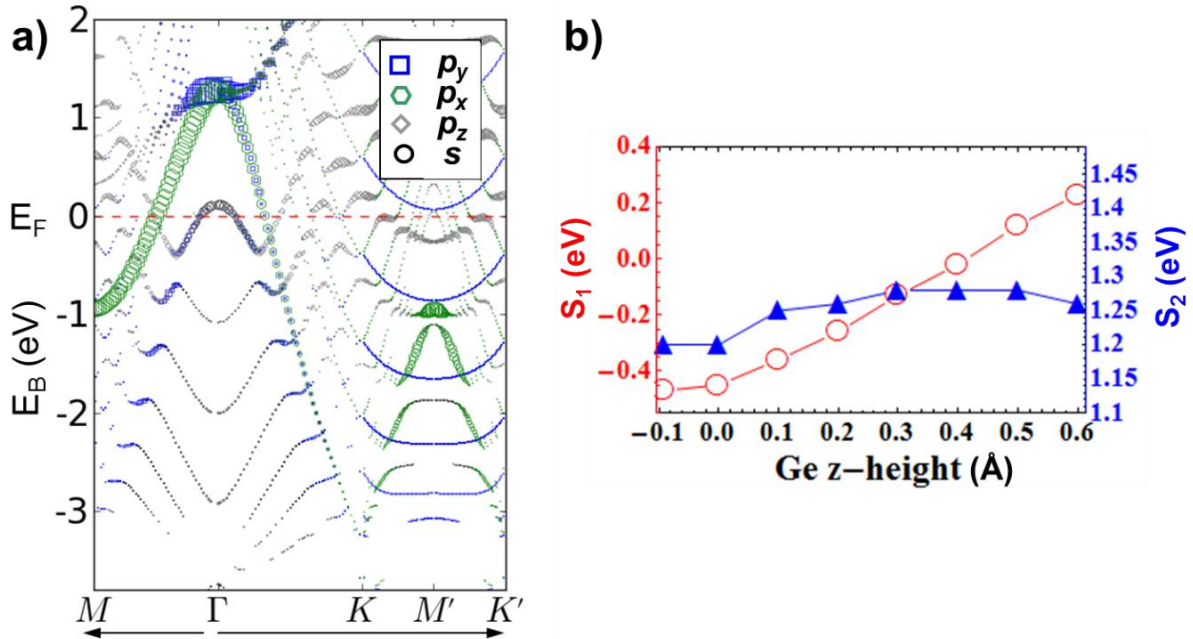 a)
2
1
E_F 0
-1
E_B (eV)
-2
-3
p_y
p_x
p_z
s
M Γ K M' K'
b)
0.4
0.2
0.0
-0.2
-0.4
S_1 (eV)
1.45
1.4
1.35
1.3
1.25
1.2
1.15
1.1
S_2 (eV)
-0.1 0.0 0.1 0.2 0.3 0.4 0.5 0.6
Ge z-height (Å)